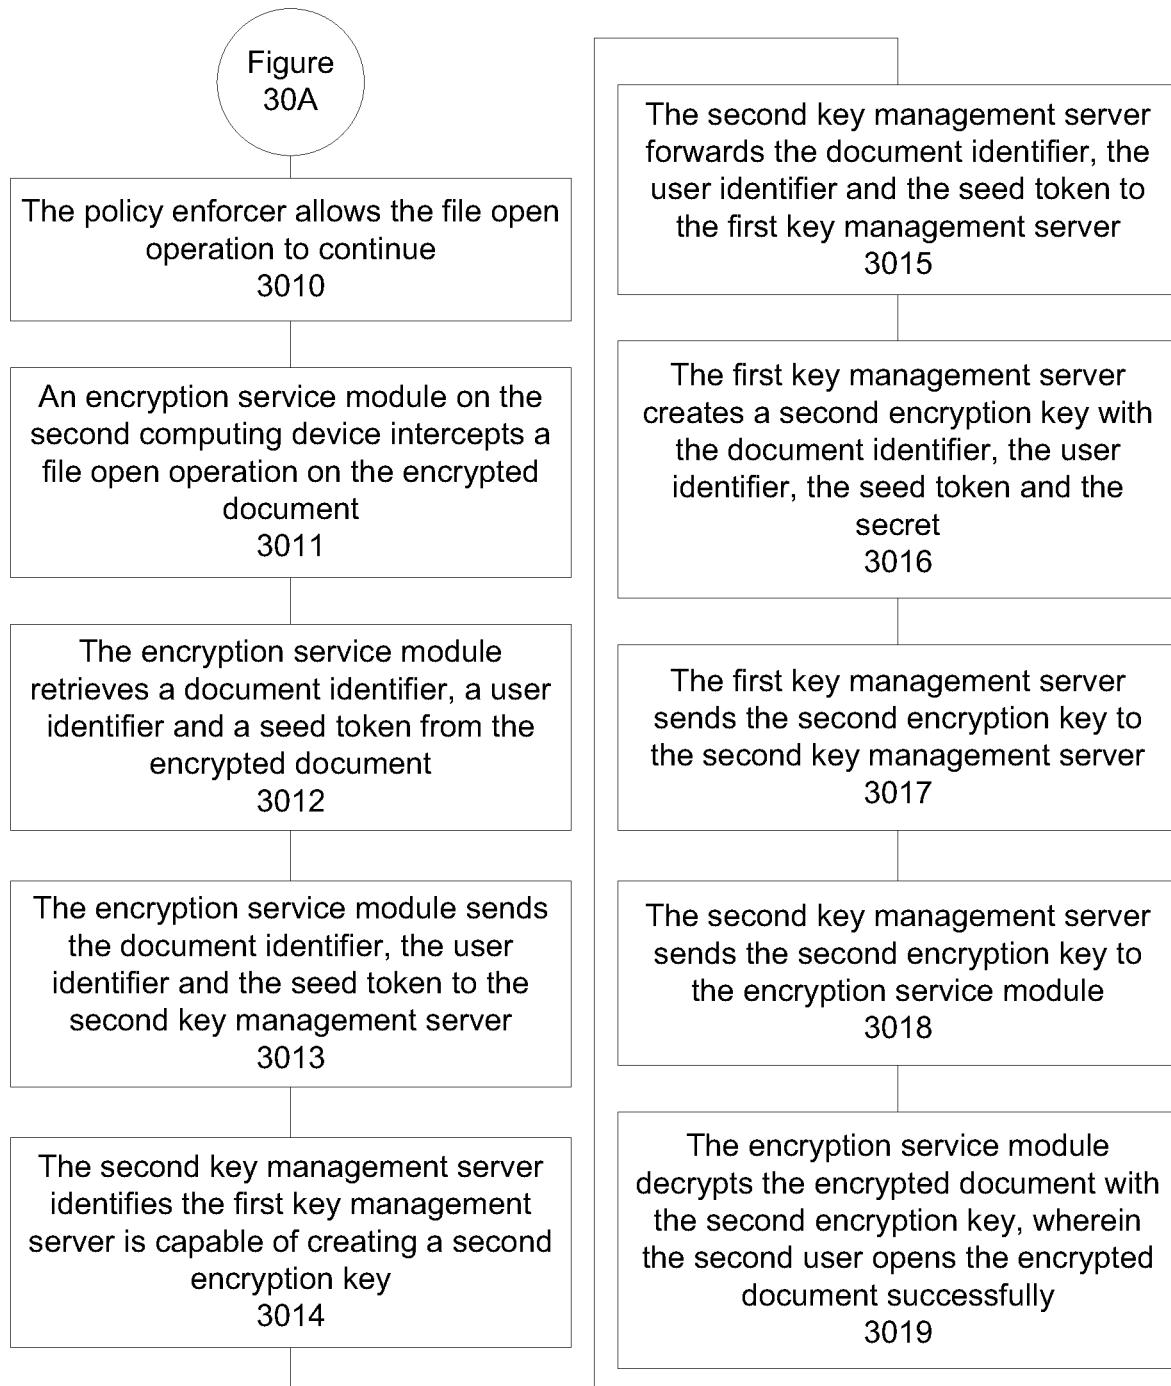 Figure
30A
The policy enforcer allows the file open
operation to continue
3010
An encryption service module on the
second computing device intercepts a
file open operation on the encrypted
document
3011
The encryption service module
retrieves a document identifier, a user
identifier and a seed token from the
encrypted document
3012
The encryption service module sends
the document identifier, the user
identifier and the seed token to the
second key management server
3013
The second key management server
identifies the first key management
server is capable of creating a second
encryption key
3014
The second key management server
forwards the document identifier, the
user identifier and the seed token to
the first key management server
3015
The first key management server
creates a second encryption key with
the document identifier, the user
identifier, the seed token and the
secret
3016
The first key management server
sends the second encryption key to
the second key management server
3017
The second key management server
sends the second encryption key to
the encryption service module
3018
The encryption service module
decrypts the encrypted document with
the second encryption key, wherein
the second user opens the encrypted
document successfully
3019